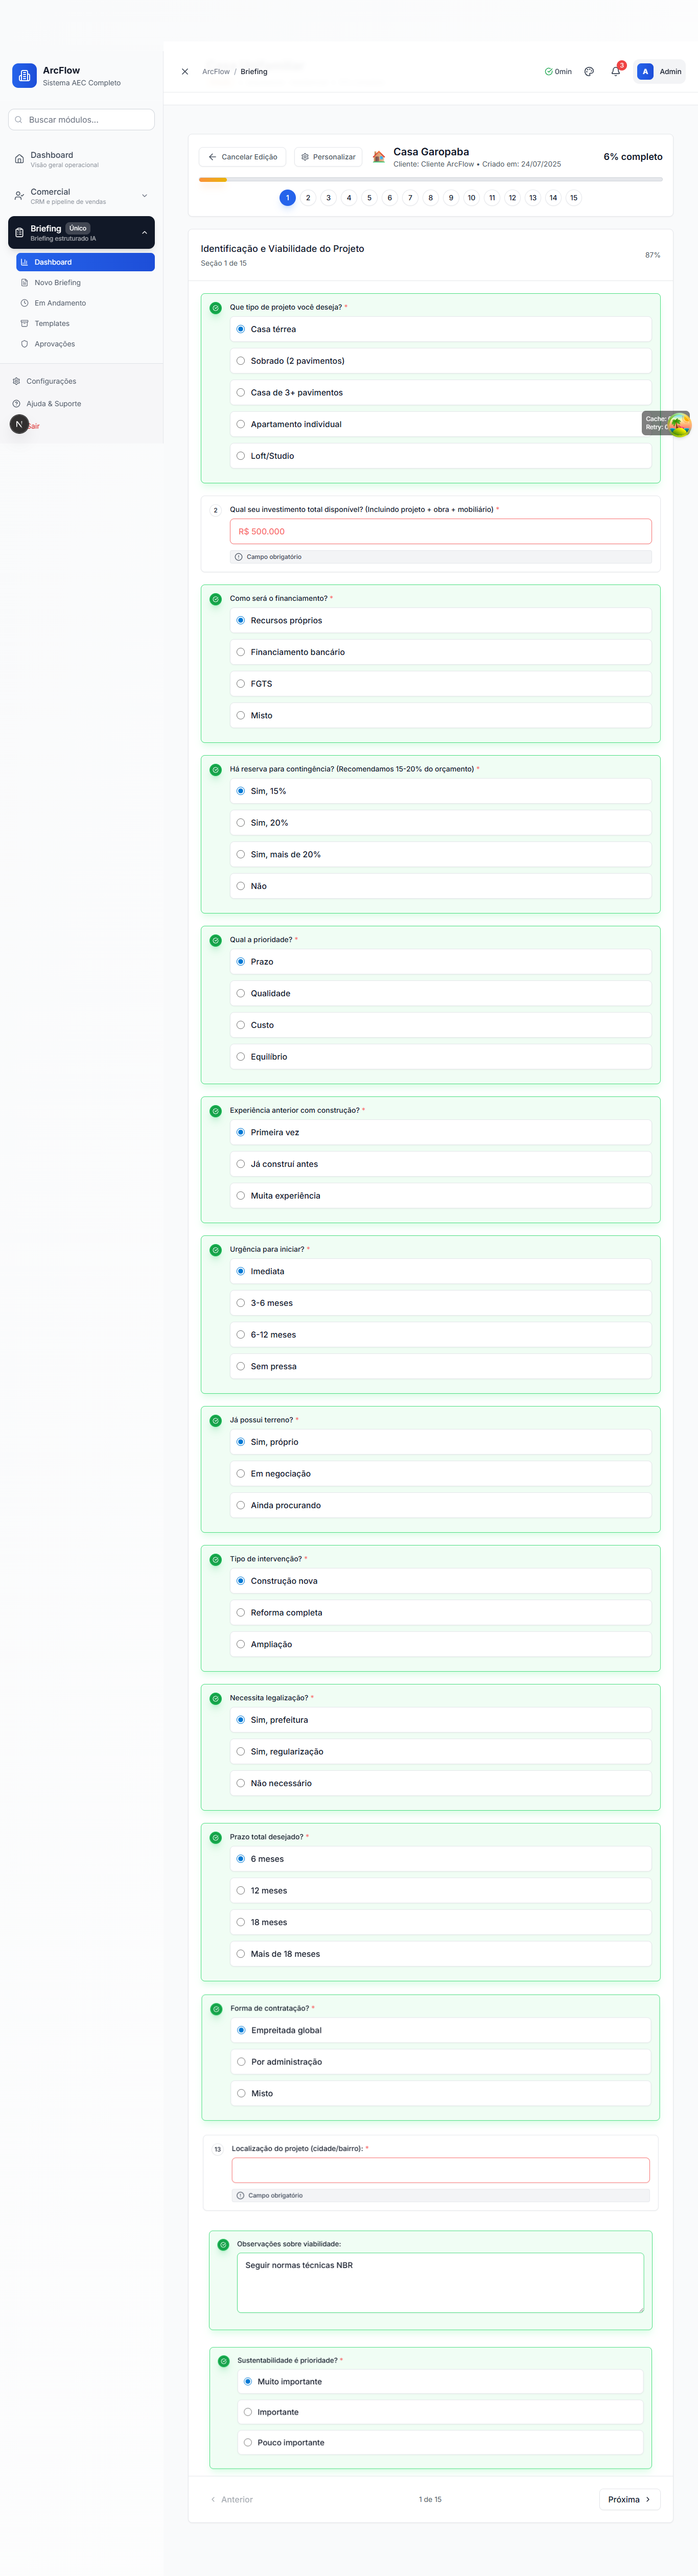 ArcFlow
Sistema AEC Completo
Buscar módulos...
Dashboard
Visão geral operacional
Comercial
CRM e pipeline de vendas
Briefing Único
Briefing estruturado IA
Dashboard
Novo Briefing
Em Andamento
Templates
Aprovações
Configurações
Ajuda & Suporte
N
Sair
ArcFlow / Briefing
0min
3
A
Admin
Cancelar Edição
Personalizar
Casa Garopaba
Cliente: Cliente ArcFlow • Criado em: 24/07/2025
6% completo
1 2 3 4 5 6 7 8 9 10 11 12 13 14 15
Identificação e Viabilidade do Projeto
Seção 1 de 15
87%
Que tipo de projeto você deseja? *
Casa térrea
Sobrado (2 pavimentos)
Casa de 3+ pavimentos
Apartamento individual
Loft/Studio
Cache:
Retry:
2
Qual seu investimento total disponível? (Incluindo projeto + obra + mobiliário) *
R$ 500.000
Campo obrigatório
Como será o financiamento? *
Recursos próprios
Financiamento bancário
FGTS
Misto
Há reserva para contingência? (Recomendamos 15-20% do orçamento) *
Sim, 15%
Sim, 20%
Sim, mais de 20%
Não
Qual a prioridade? *
Prazo
Qualidade
Custo
Equilíbrio
Experiência anterior com construção? *
Primeira vez
Já construí antes
Muita experiência
Urgência para iniciar? *
Imediata
3-6 meses
6-12 meses
Sem pressa
Já possui terreno? *
Sim, próprio
Em negociação
Ainda procurando
Tipo de intervenção? *
Construção nova
Reforma completa
Ampliação
Necessita legalização? *
Sim, prefeitura
Sim, regularização
Não necessário
Prazo total desejado? *
6 meses
12 meses
18 meses
Mais de 18 meses
Forma de contratação? *
Empreitada global
Por administração
Misto
13
Localização do projeto (cidade/bairro): *
Campo obrigatório
Observações sobre viabilidade:
Seguir normas técnicas NBR
Sustentabilidade é prioridade? *
Muito importante
Importante
Pouco importante
Anterior
1 de 15
Próxima